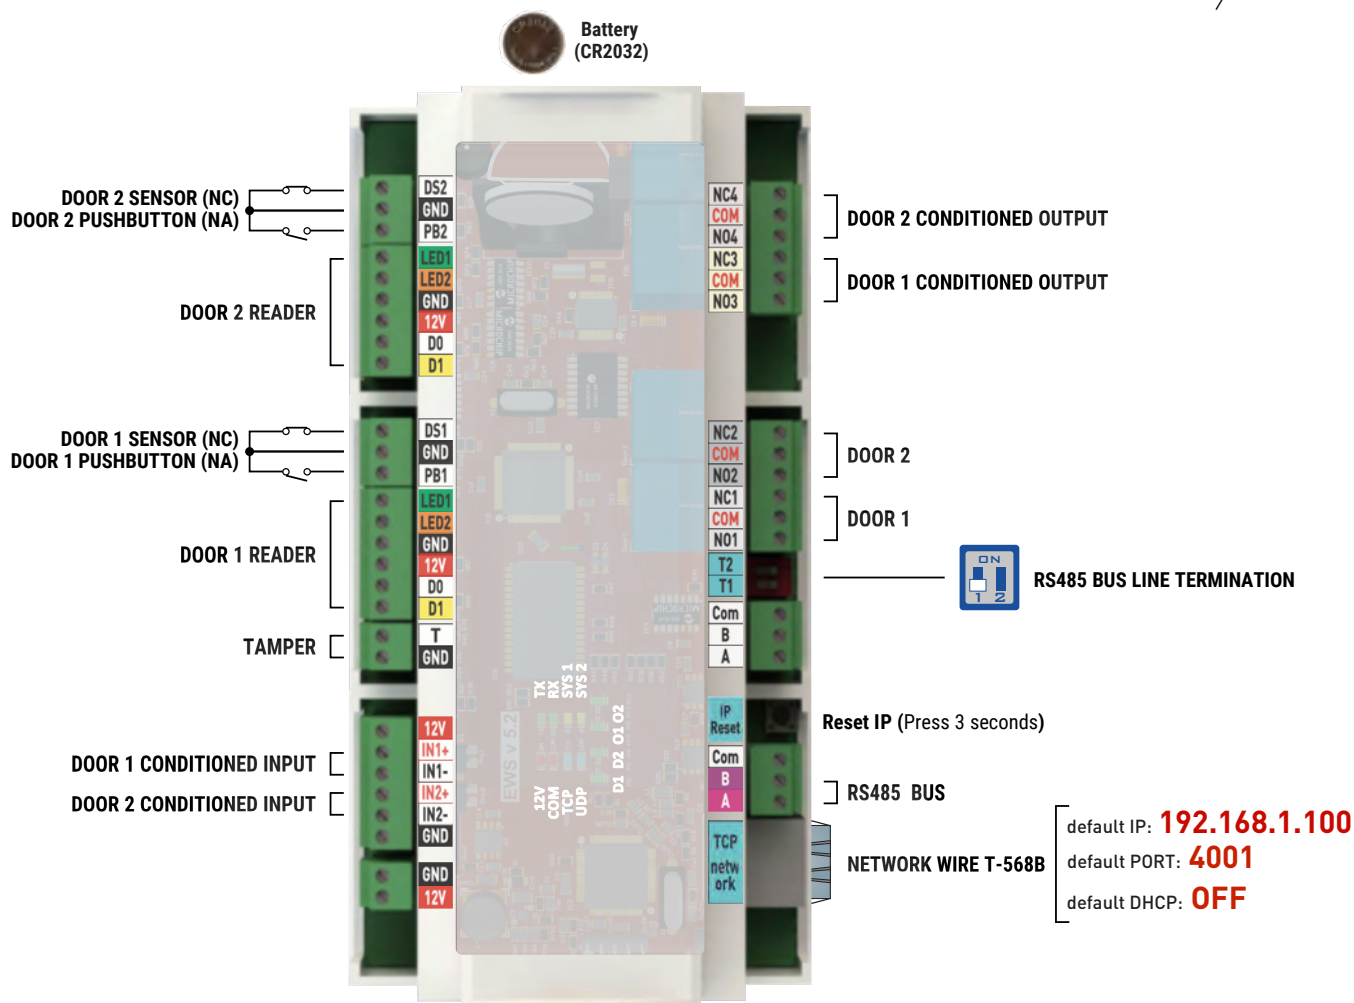 Battery
(CR2032)
DOOR 2 SENSOR (NC)
DOOR 2 PUSHBUTTON (NA)
DS2
GND
PB2
LED1
LED2
GND
12V
D0
D1
DOOR 2 READER
DOOR 1 SENSOR (NC)
DOOR 1 PUSHBUTTON (NA)
DS1
GND
PB1
LED1
LED2
GND
12V
D0
D1
DOOR 1 READER
TAMPER
T
GND
12V
IN1+
IN1-
IN2+
IN2-
GND
GND
12V
DOOR 1 CONDITIONED INPUT
DOOR 2 CONDITIONED INPUT
TX
RX
SYS 1
SYS 2
EWS v 5.2
O1 O2
D1 D2
12V
COM
TCP
UDP
MICROCHIP
MICROCHIP
MICROCHIP
NC4
COM
NO4
NC3
COM
NO3
DOOR 2 CONDITIONED OUTPUT
DOOR 1 CONDITIONED OUTPUT
NC2
COM
NO2
NC1
COM
NO1
DOOR 2
DOOR 1
T2
T1
ON
1 2
RS485 BUS LINE TERMINATION
Com
B
A
IP
Reset
Reset IP (Press 3 seconds)
Com
B
A
RS485 BUS
TCP
netw
ork
NETWORK WIRE T-568B
default IP: 192.168.1.100
default PORT: 4001
default DHCP: OFF